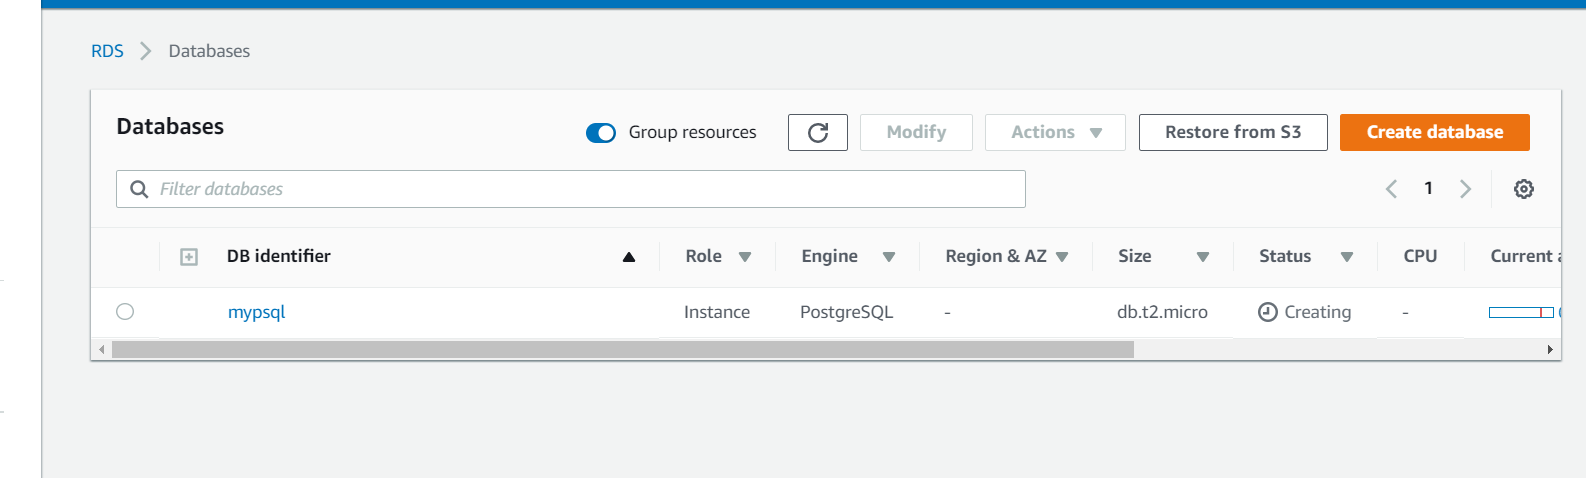 RDS Databases
Databases Group resources Modify Actions Restore from S3 Create database
Filter databases 1
DB identifier Role Engine Region & AZ Size Status CPU Current
mypsql Instance PostgreSQL - db.t2.micro Creating -